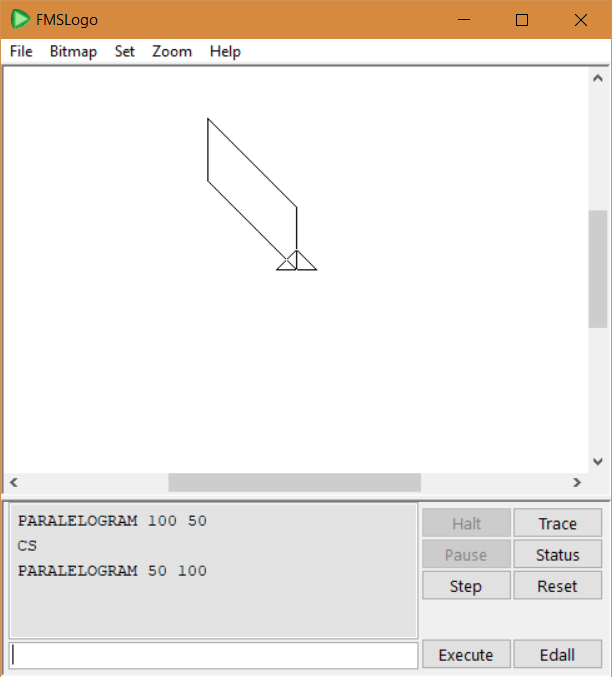 FMSLogo
File Bitmap Set Zoom Help
PARALELOGRAM 100 50
CS
PARALELOGRAM 50 100
Halt Trace
Pause Status
Step Reset
Execute Edall